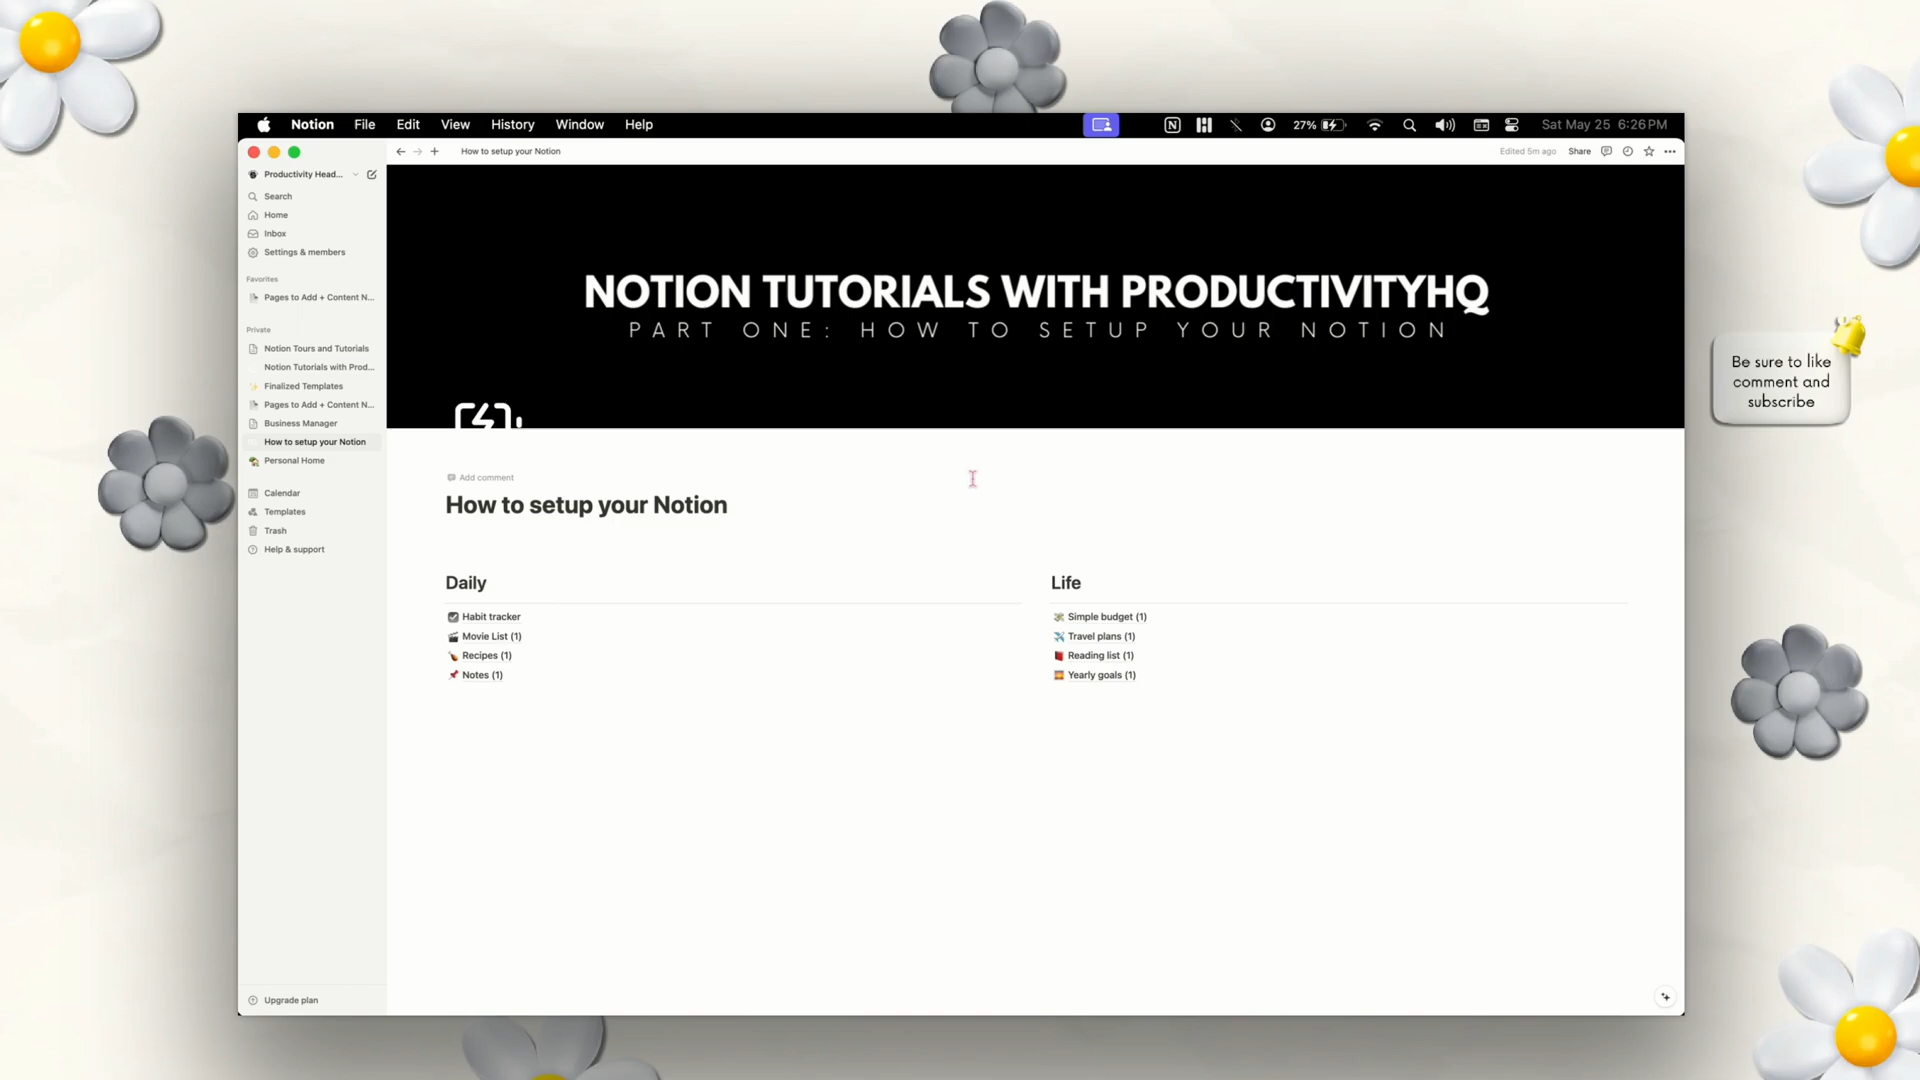 Notion File Edit View History Window Help
27%
Sat May 25 6:26 PM
How to setup your Notion
Edited 5m ago Share
Productivity Head...
Search
Home
Inbox
Settings & members
Favorites
Pages to Add + Content N...
Private
Notion Tours and Tutorials
Notion Tutorials with Prod...
Finalized Templates
Pages to Add + Content N...
Business Manager
How to setup your Notion
Personal Home
Calendar
Templates
Trash
Help & support
Upgrade plan
NOTION TUTORIALS WITH PRODUCTIVITYHQ
PART ONE: HOW TO SETUP YOUR NOTION
Add comment
How to setup your Notion
Daily
Habit tracker
Movie List (1)
Recipes (1)
Notes (1)
Life
Simple budget (1)
Travel plans (1)
Reading list (1)
Yearly goals (1)
Be sure to like
comment and
subscribe